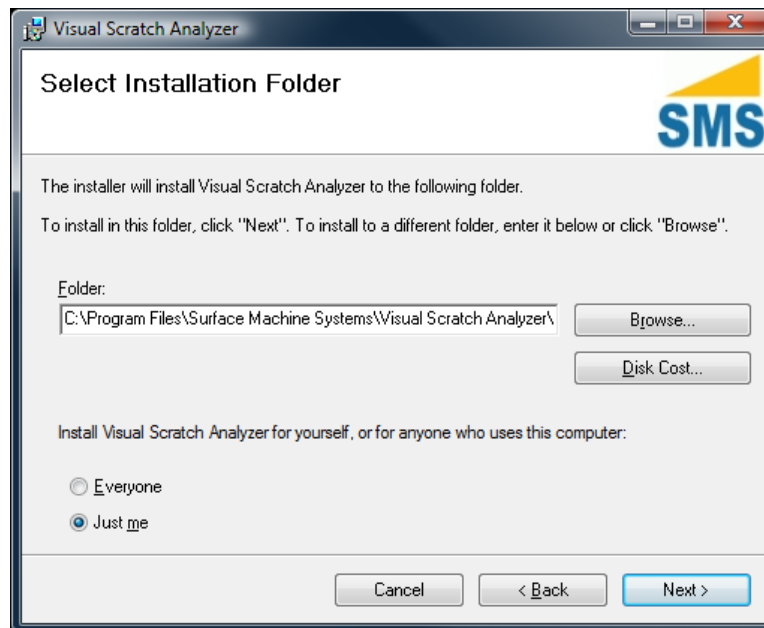 Visual Scratch Analyzer
Select Installation Folder
SMS
The installer will install Visual Scratch Analyzer to the following folder.
To install in this folder, click "Next". To install to a different folder, enter it below or click "Browse".
Folder:
C:\Program Files\Surface Machine Systems\Visual Scratch Analyzer\
Browse...
Disk Cost...
Install Visual Scratch Analyzer for yourself, or for anyone who uses this computer:
Everyone
Just me
Cancel
< Back
Next >